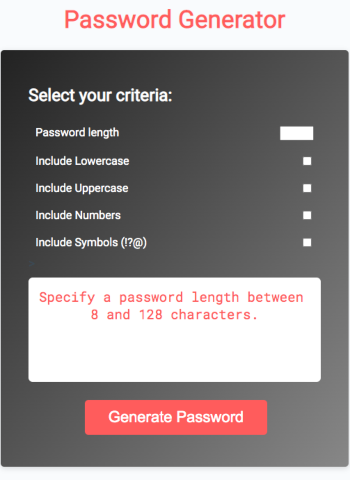 Password Generator
Select your criteria:
Password length
Include Lowercase
Include Uppercase
Include Numbers
Include Symbols (!?@)
Specify a password length between
8 and 128 characters.
Generate Password